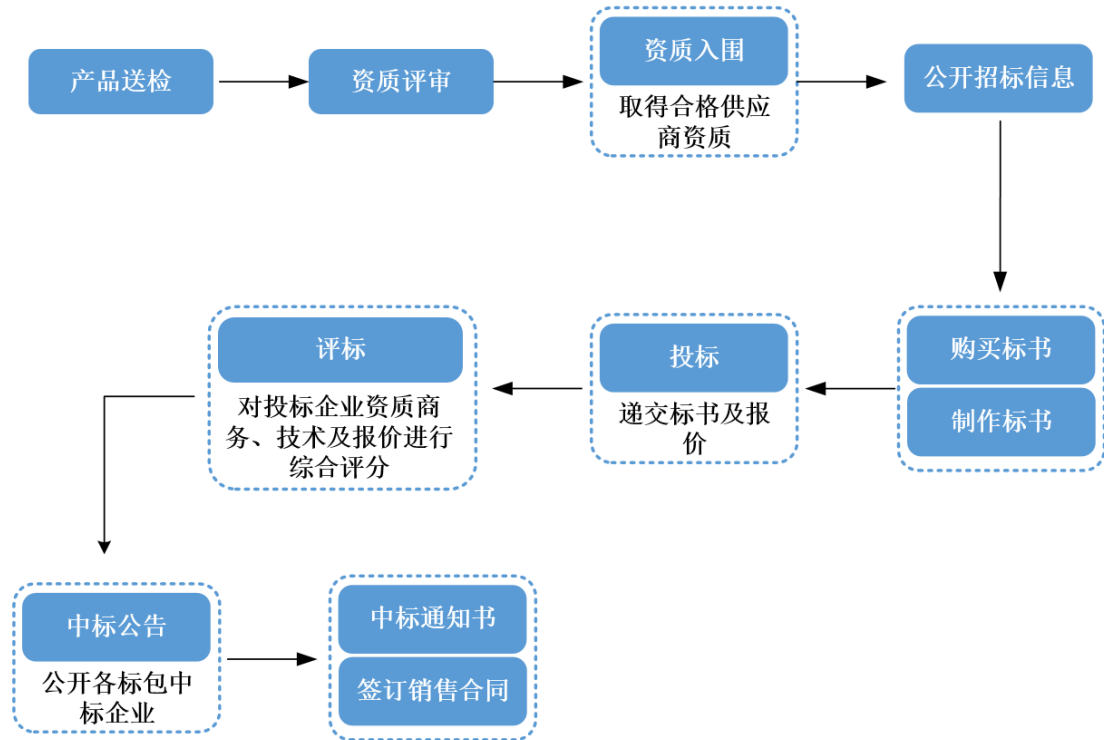 产品送检
资质评审
资质入围
取得合格供应
商资质
公开招标信息
购买标书
制作标书
投标
递交标书及报
价
评标
对投标企业资质商
务、技术及报价进行
综合评分
中标公告
公开各标包中
标企业
中标通知书
签订销售合同